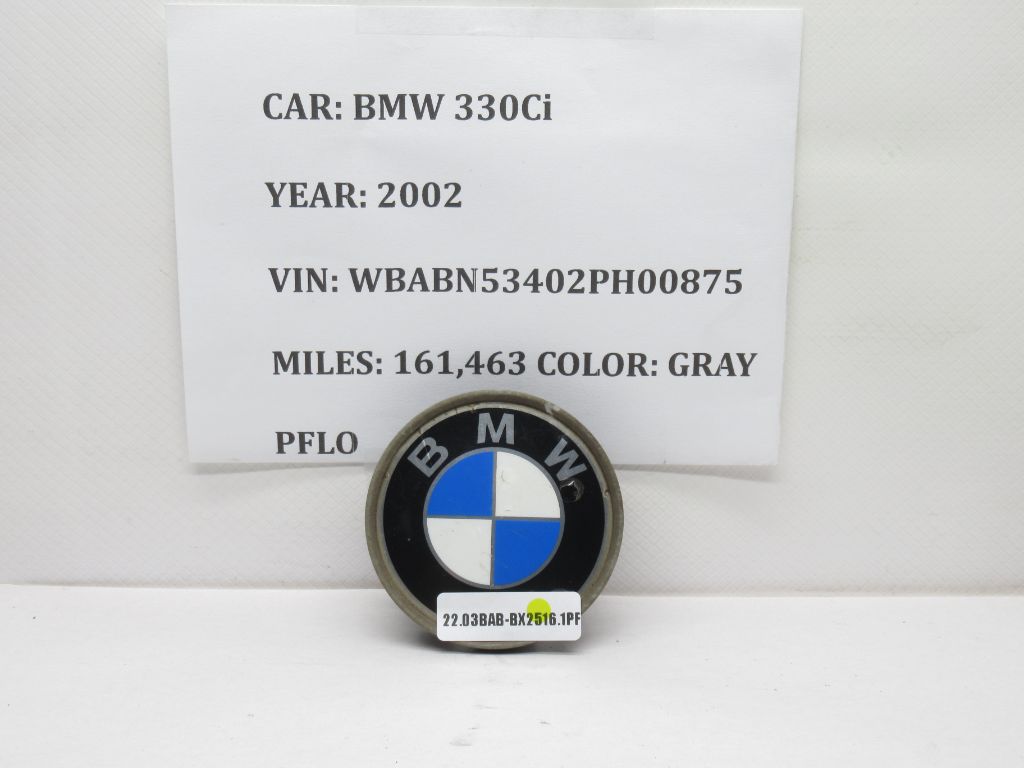 CAR: BMW 330Ci
YEAR: 2002
VIN: WBABN53402PH00875
MILES: 161,463 COLOR: GRAY
PFLO
BMW
22.03BAB-BX2516.1PF